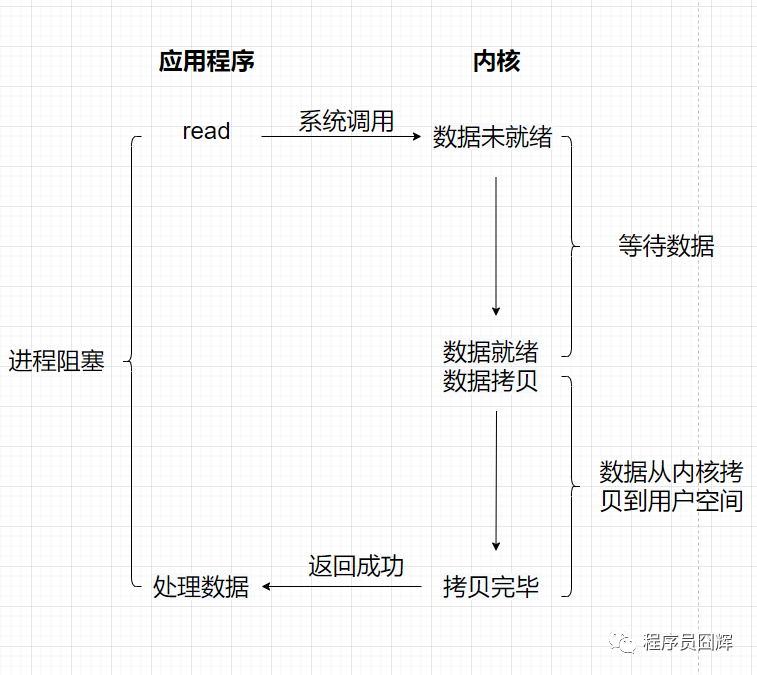 应用程序
内核
read
系统调用
数据未就绪
等待数据
数据就绪
进程阻塞
数据拷贝
数据从内核拷
贝到用户空间
返回成功
处理数据
拷贝完毕
程序员囧辉